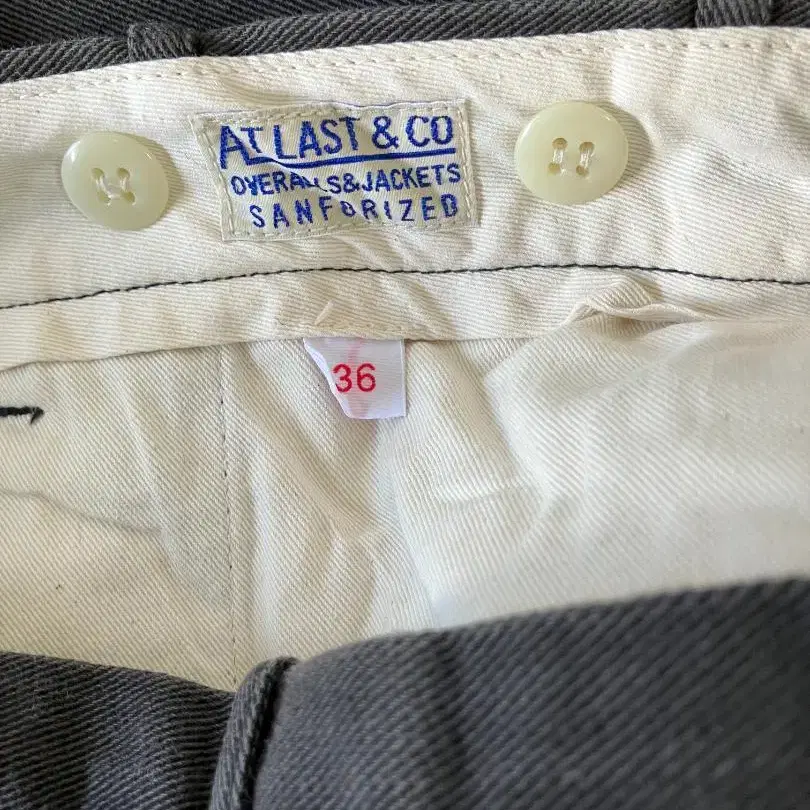 AT LAST & CO
OVERALLS & JACKETS
SANFORIZED
36